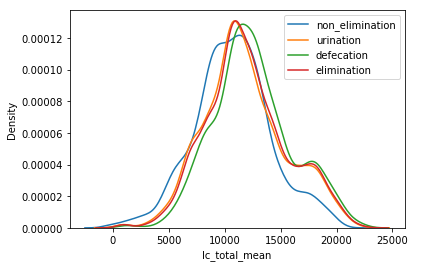 non_elimination
urination
defecation
elimination
0.00012
0.00010
0.00008
0.00006
0.00004
0.00002
0.00000
Density
0 5000 10000 15000 20000 25000
lc_total_mean